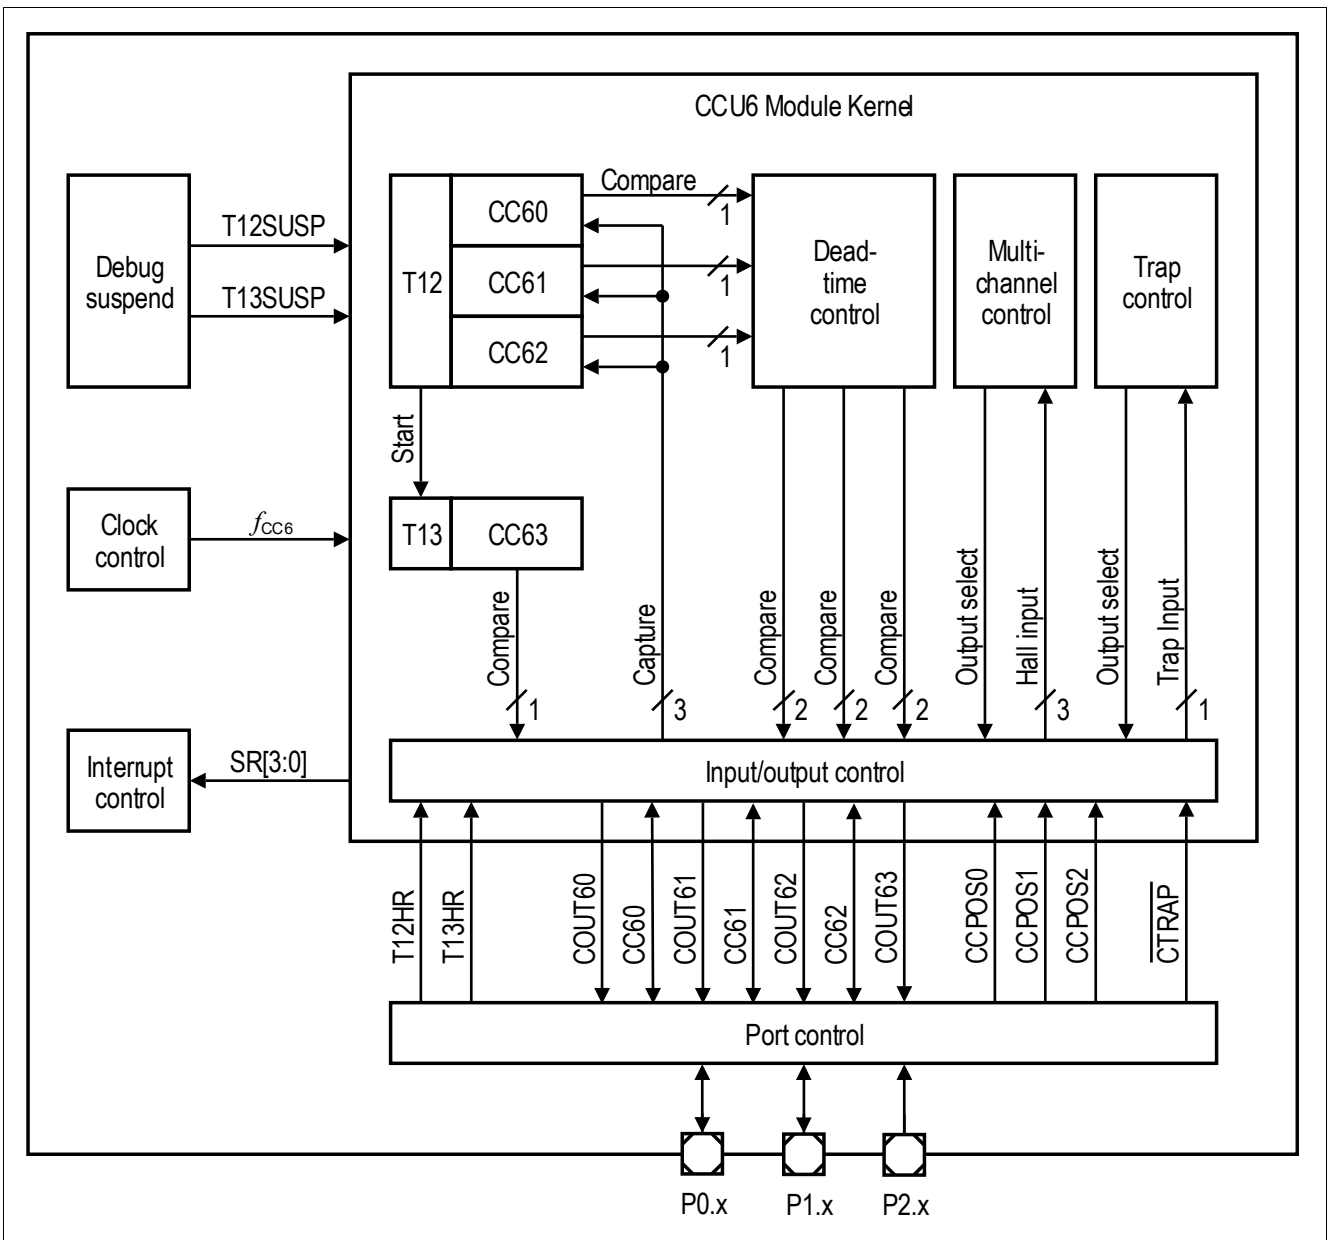 CCU6 Module Kernel
Debug
suspend
T12SUSP
T13SUSP
T12
CC60
CC61
CC62
Compare
1
1
1
Dead-
time
control
Multi-
channel
control
Trap
control
Start
Clock
control
fCC6
T13
CC63
Compare
1
Capture
3
Compare
2
Compare
2
Compare
2
Output select
Hall input
3
Output select
Trap Input
1
Interrupt
control
SR[3:0]
Input/output control
T12HR
T13HR
COUT60
CC60
COUT61
CC61
COUT62
CC62
COUT63
CCPOS0
CCPOS1
CCPOS2
CTRAP
Port control
P0.x
P1.x
P2.x